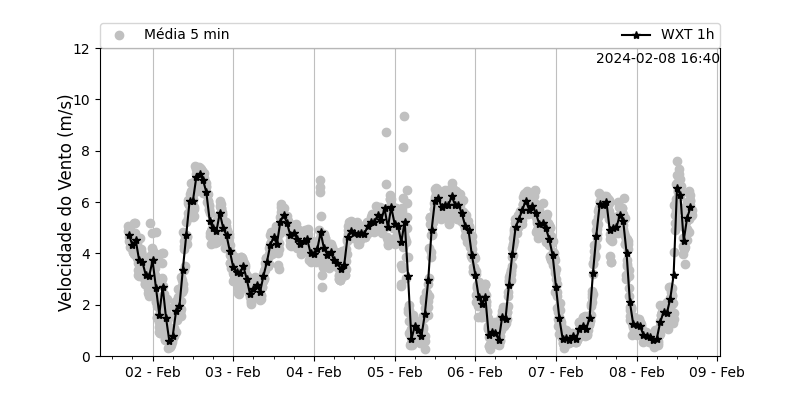 Média 5 min
WXT 1h
2024-02-08 16:40
Velocidade do Vento (m/s)
12
10
8
6
4
2
0
02 - Feb 03 - Feb 04 - Feb 05 - Feb 06 - Feb 07 - Feb 08 - Feb 09 - Feb